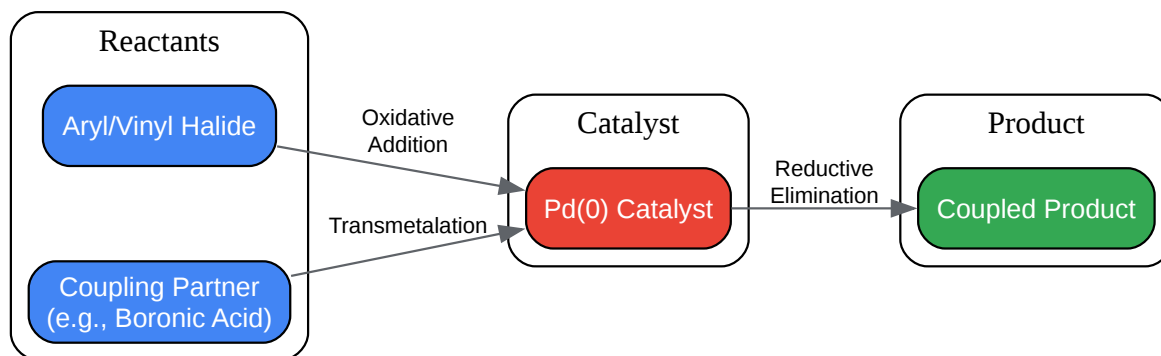 Reactants
Aryl/Vinyl Halide
Coupling Partner
(e.g., Boronic Acid)
Oxidative
Addition
Transmetalation
Catalyst
Pd(0) Catalyst
Reductive
Elimination
Product
Coupled Product